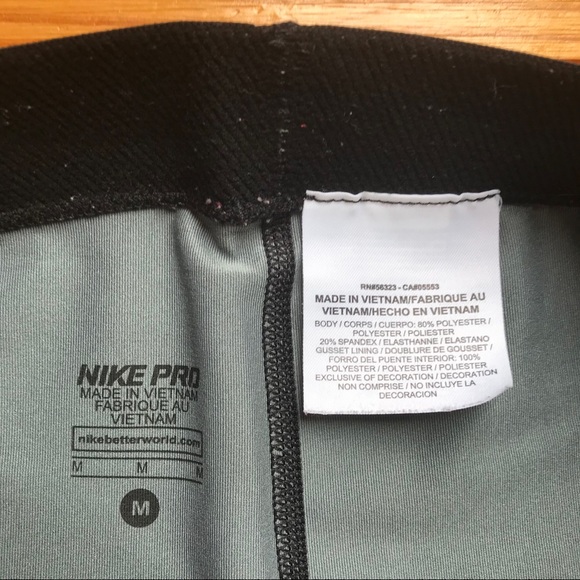 RN#56323 - CA#05553
MADE IN VIETNAM/FABRIQUE AU
VIETNAM/HECHO EN VIETNAM
BODY / CORPS / CUERPO: 80% POLYESTER /
POLYESTER / POLIESTER
20% SPANDEX / ELASTHANNE / ELASTANO
GUSSET LINING / DOUBLURE DE GOUSSET /
FORRO DEL PUENTE INTERIOR: 100%
POLYESTER / POLYESTER / POLIESTER
EXCLUSIVE OF DECORATION / DECORATION
NON COMPRISE / NO INCLUYE LA
DECORACION
NIKE PRO
MADE IN VIETNAM
FABRIQUE AU
VIETNAM
nikebetterworld.com
M M M
M